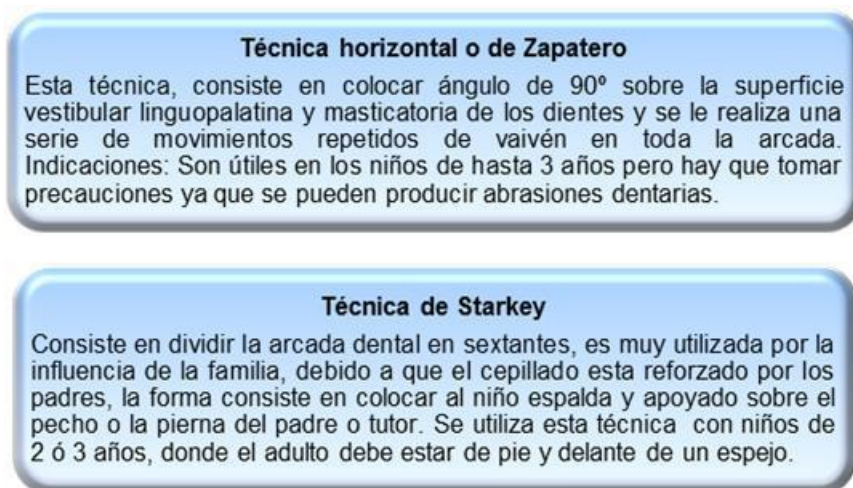 Técnica horizontal o de Zapatero
Esta técnica, consiste en colocar ángulo de 90º sobre la superficie
vestibular linguopalatina y masticatoria de los dientes y se le realiza una
serie de movimientos repetidos de vaivén en toda la arcada.
Indicaciones: Son útiles en los niños de hasta 3 años pero hay que tomar
precauciones ya que se pueden producir abrasiones dentarias.
Técnica de Starkey
Consiste en dividir la arcada dental en sextantes, es muy utilizada por la
influencia de la familia, debido a que el cepillado esta reforzado por los
padres, la forma consiste en colocar al niño espalda y apoyado sobre el
pecho o la pierna del padre o tutor. Se utiliza esta técnica con niños de
2 ó 3 años, donde el adulto debe estar de pie y delante de un espejo.